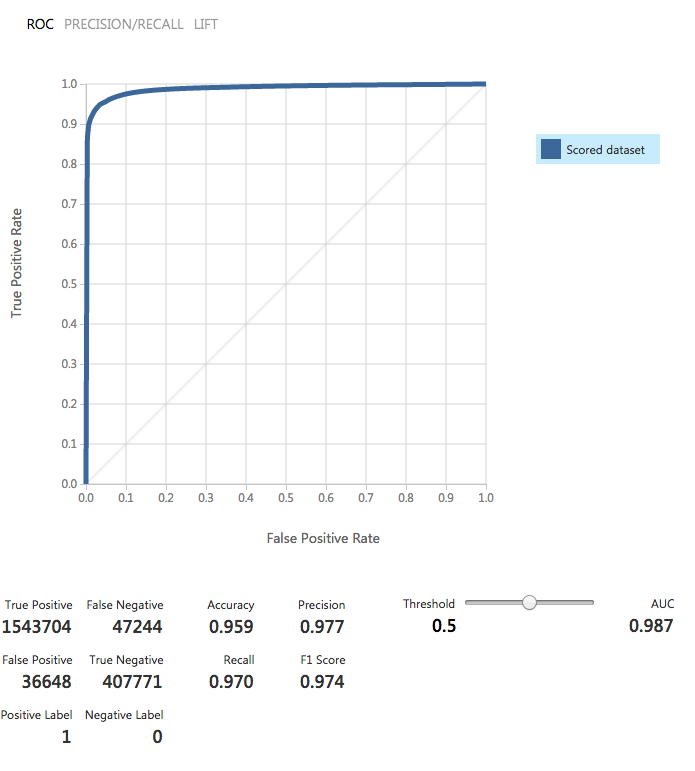 ROC PRECISION/RECALL LIFT
1.0
0.9
0.8
0.7
0.6
0.5
0.4
0.3
0.2
0.1
0.0
True Positive Rate
0.0 0.1 0.2 0.3 0.4 0.5 0.6 0.7 0.8 0.9 1.0
False Positive Rate
Scored dataset
True Positive False Negative Accuracy Precision Threshold AUC
1543704 47244 0.959 0.977 0.5 0.987
False Positive True Negative Recall F1 Score
36648 407771 0.970 0.974
Positive Label Negative Label
1 0